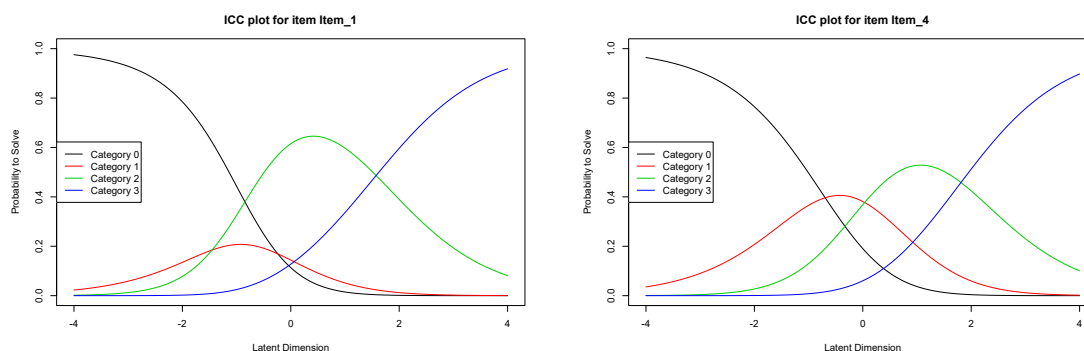 ICC plot for item Item_1
Probability to Solve
1.0
0.8
0.6
0.4
0.2
0.0
Category 0
Category 1
Category 2
Category 3
-4 -2 0 2 4
Latent Dimension
ICC plot for item Item_4
Probability to Solve
1.0
0.8
0.6
0.4
0.2
0.0
Category 0
Category 1
Category 2
Category 3
-4 -2 0 2 4
Latent Dimension